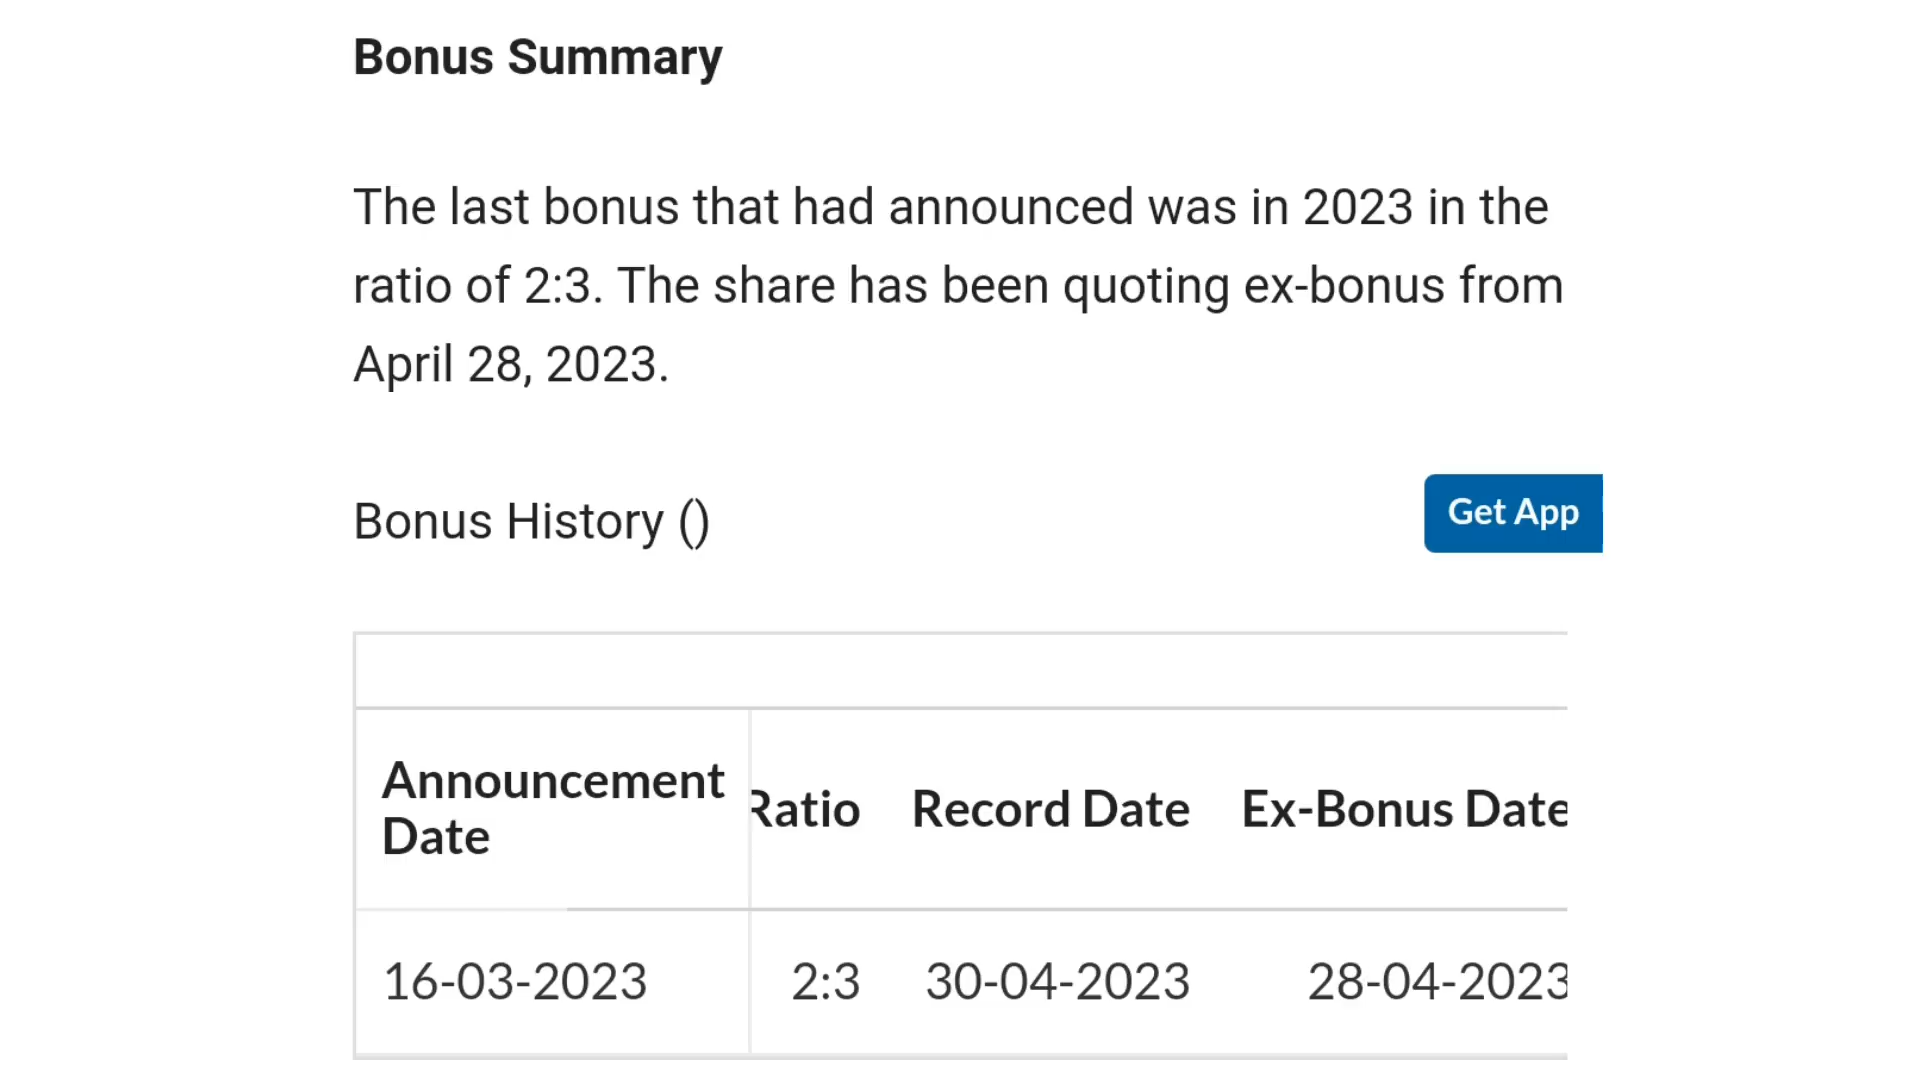 Bonus Summary
The last bonus that had announced was in 2023 in the
ratio of 2:3. The share has been quoting ex-bonus from
April 28, 2023.
Bonus History ()
Get App
Announcement
Date
Ratio Record Date Ex-Bonus Date
16-03-2023 2:3 30-04-2023 28-04-2023